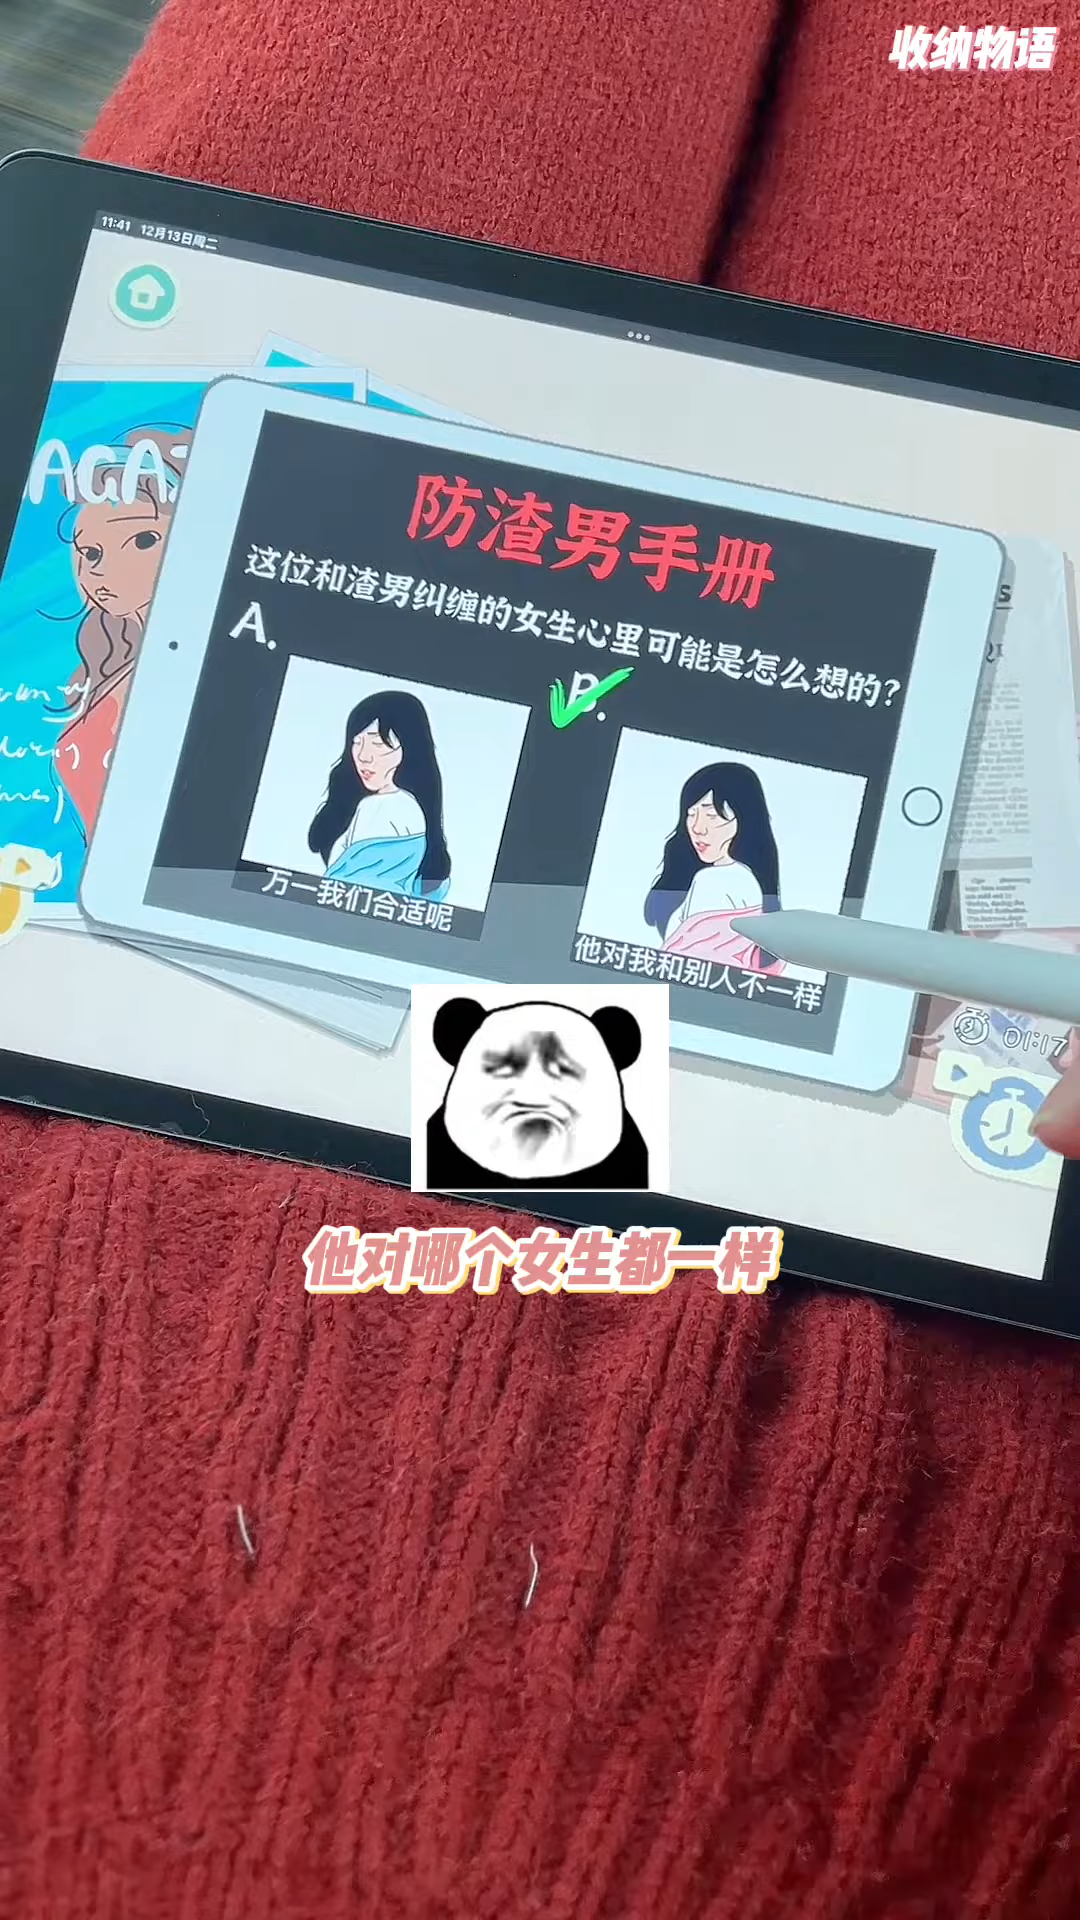 收纳物语
11:41 12月13日周二
AGA
防渣男手册
这位和渣男纠缠的女生心里可能是怎么想的?
A.
B.
万一我们合适呢
他对我和别人不一样
01:17
他对哪个女生都一样